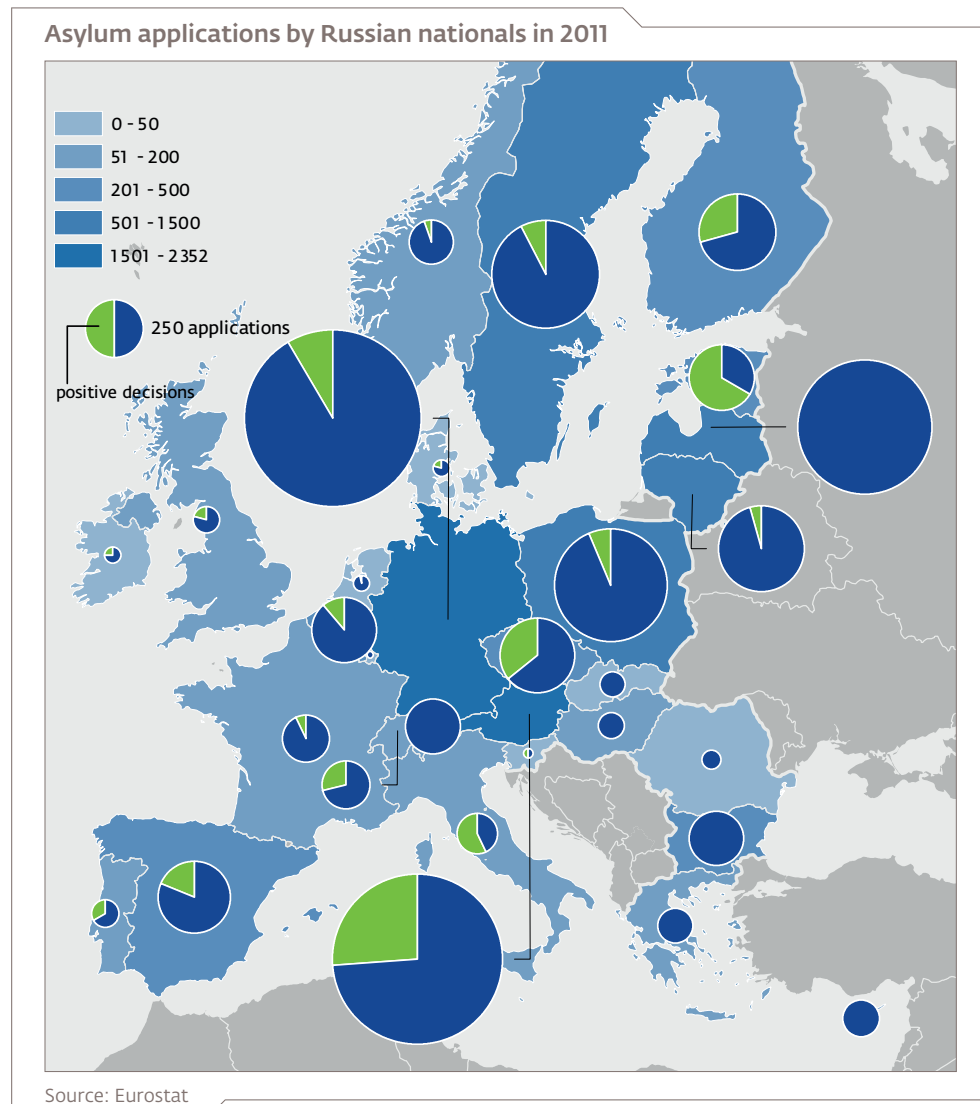 Asylum applications by Russian nationals in 2011
0 - 50
51 - 200
201 - 500
501 - 1500
1501 - 2352
250 applications
positive decisions
Source: Eurostat